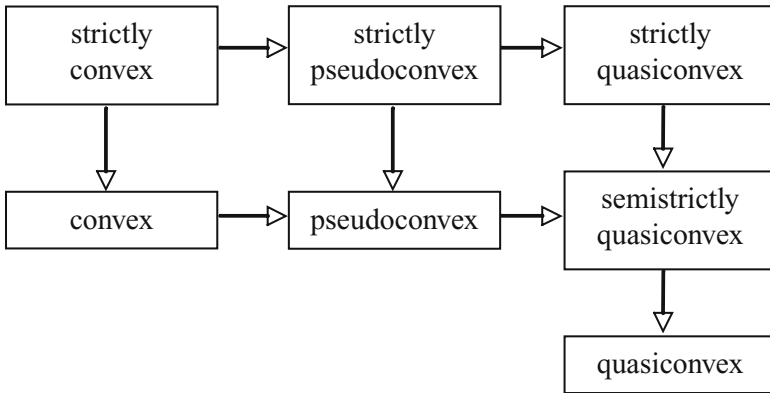 strictly
convex
strictly
pseudoconvex
strictly
quasiconvex
convex
pseudoconvex
semistrictly
quasiconvex
quasiconvex